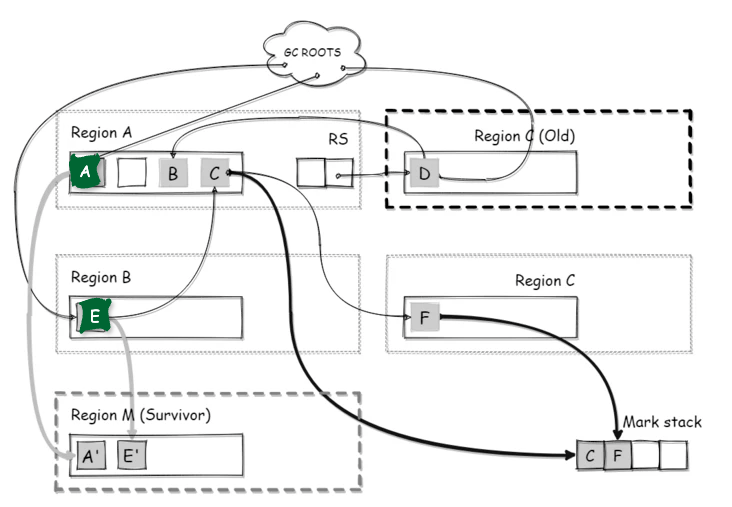 GC ROOTS
Region A
RS
Region C (Old)
A
B
C
D
Region B
Region C
E
F
Region M (Survivor)
Mark stack
A'
E'
C
F